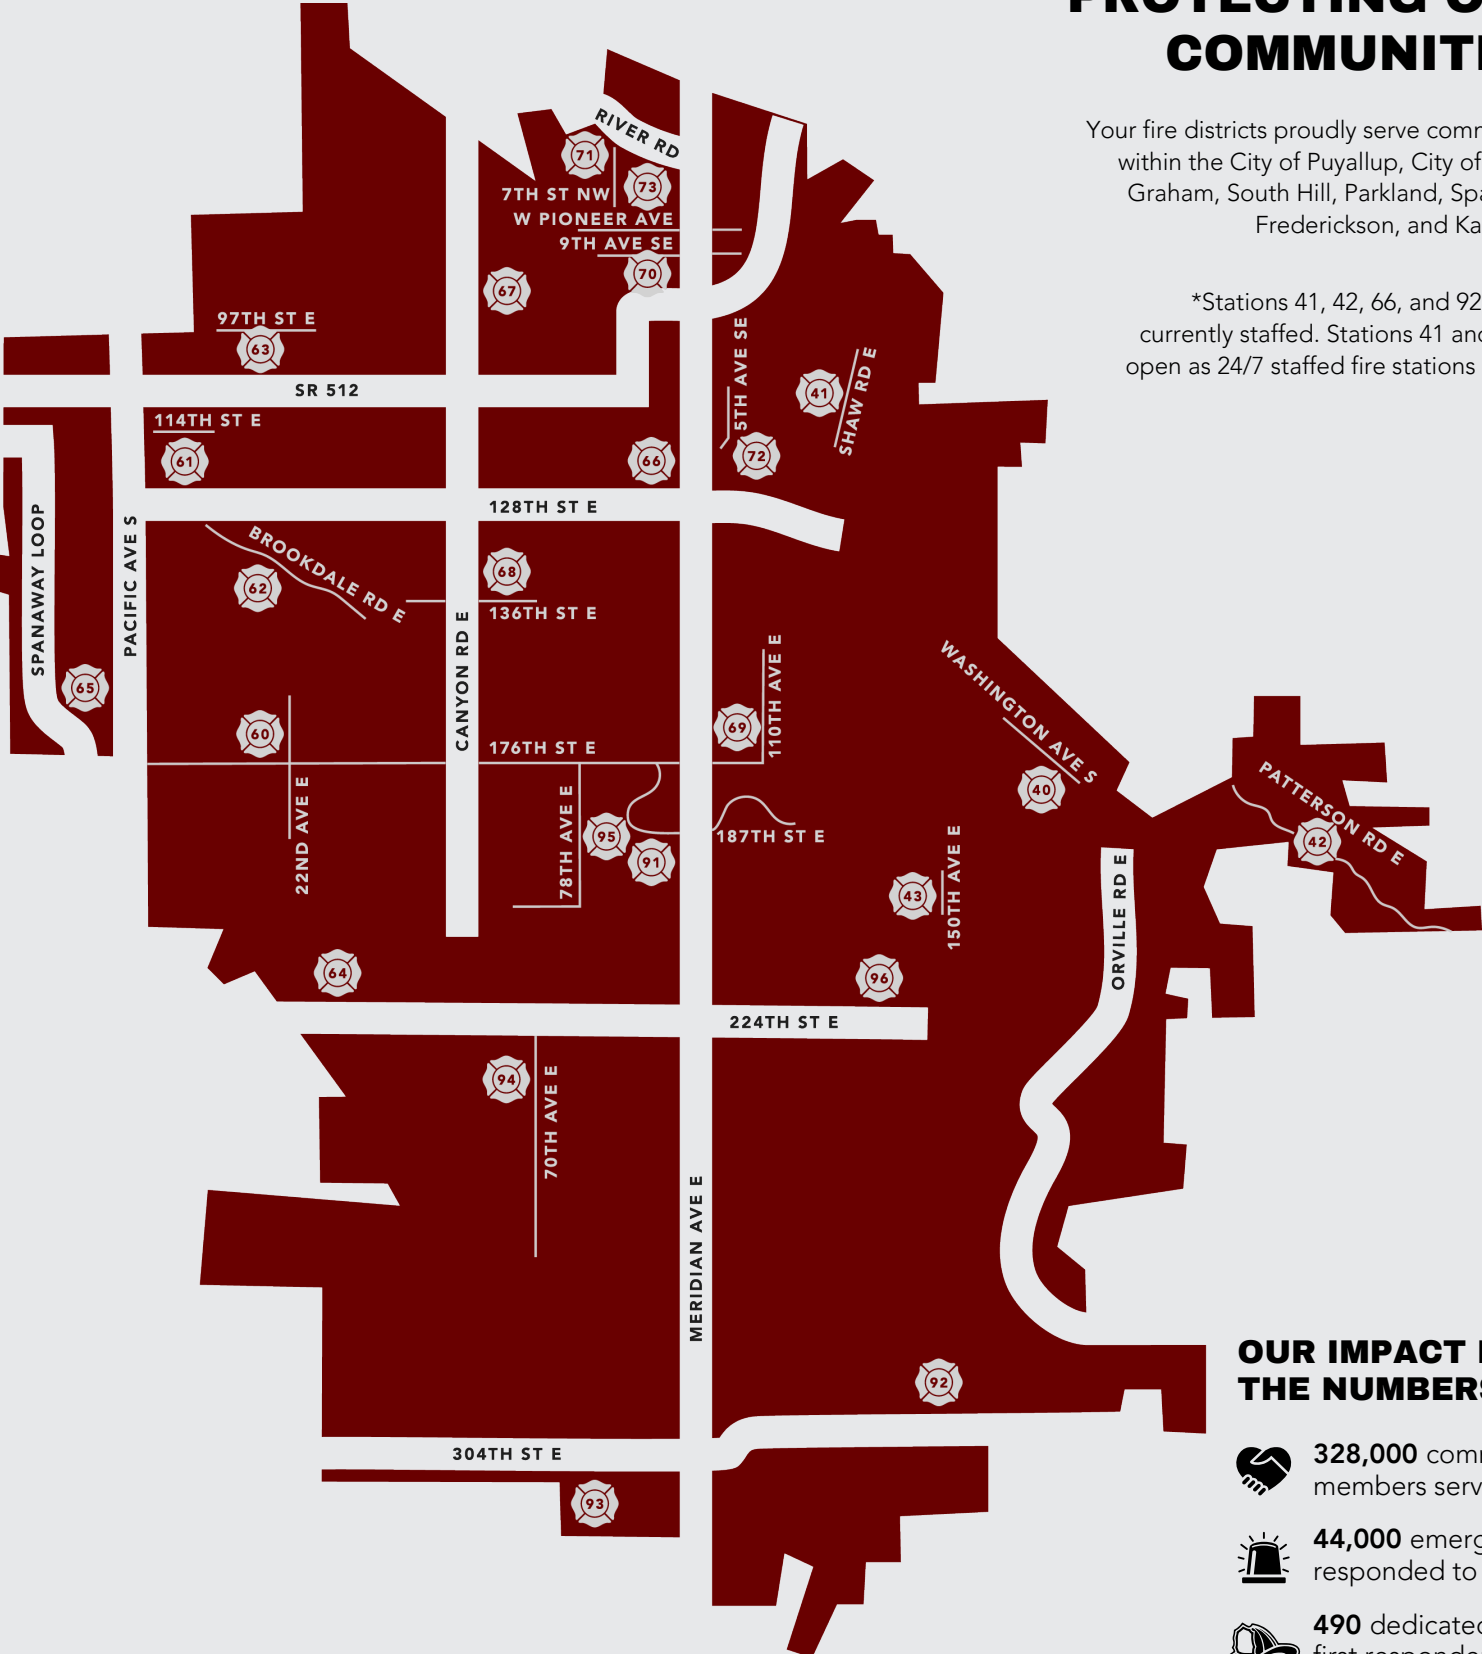 COMMUNIT
Your fire districts proudly serve comm
within the City of Puyallup, City of
Graham, South Hill, Parkland, Spa
Frederickson, and Ka
*Stations 41, 42, 66, and 92
currently staffed. Stations 41 and
open as 24/7 staffed fire stations
RIVER RD
71
73
7TH ST NW
W PIONEER AVE
9TH AVE SE
70
67
97TH ST E
63
SR 512
5TH AVE SE
41
SHAW RD E
114TH ST E
61
66
72
128TH ST E
SPANAWAY LOOP
PACIFIC AVE S
BROOKDALE RD E
62
68
136TH ST E
CANYON RD E
65
60
176TH ST E
69
110TH AVE E
WASHINGTON AVE S
40
PATTERSON RD E
42
22ND AVE E
78TH AVE E
95
91
187TH ST E
43
150TH AVE E
ORVILLE RD E
64
96
224TH ST E
94
70TH AVE E
MERIDIAN AVE E
92
304TH ST E
93
OUR IMPACT
THE NUMBERS
328,000 comm
members serv
44,000 emerg
responded to
490 dedicated
first responde